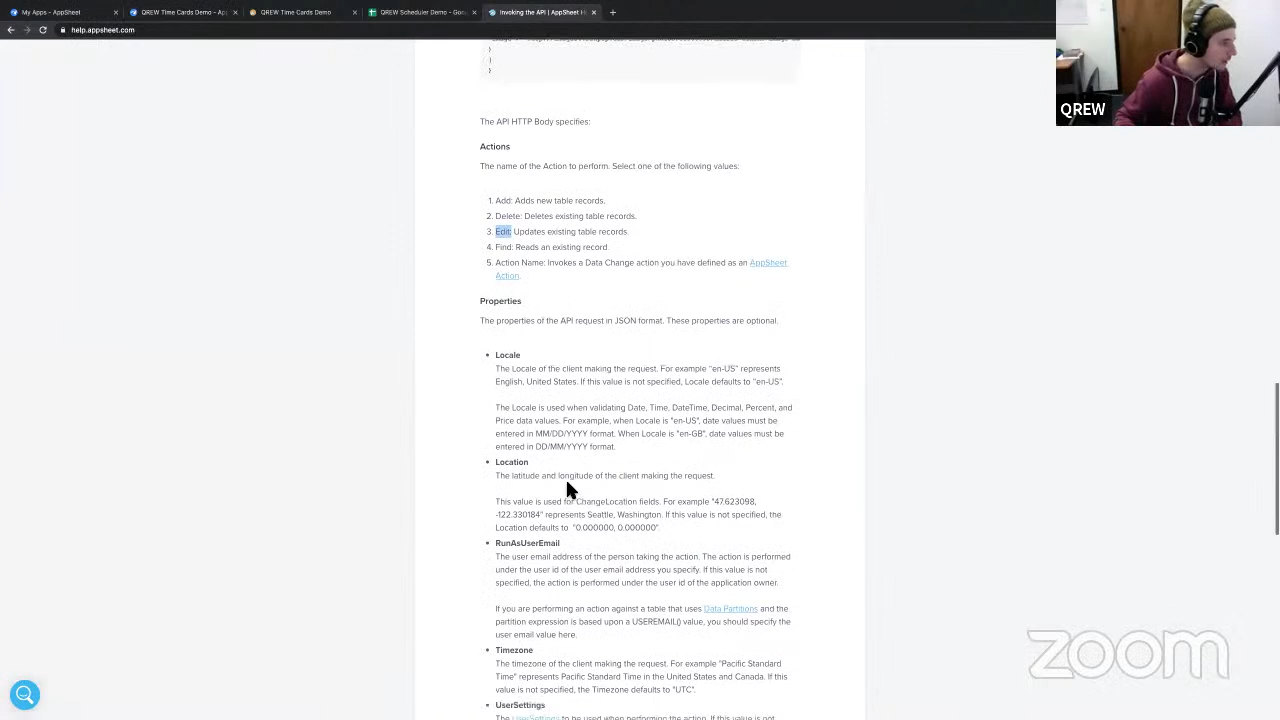 My Apps - AppSheet
QREW Time Cards Demo - App
QREW Time Cards Demo
QREW Scheduler Demo - Goo
Invoking the API | AppSheet H
help.appsheet.com
QREW
}
]
}
The API HTTP Body specifies:
Actions
The name of the Action to perform. Select one of the following values:
1. Add: Adds new table records.
2. Delete: Deletes existing table records.
3. Edit: Updates existing table records.
4. Find: Reads an existing record.
5. Action Name: Invokes a Data Change action you have defined as an AppSheet
Action.
Properties
The properties of the API request in JSON format. These properties are optional.
Locale
The Locale of the client making the request. For example "en-US" represents
English, United States. If this value is not specified, Locale defaults to "en-US".
The Locale is used when validating Date, Time, DateTime, Decimal, Percent, and
Price data values. For example, when Locale is "en-US", date values must be
entered in MM/DD/YYYY format. When Locale is "en-GB", date values must be
entered in DD/MM/YYYY format.
Location
The latitude and longitude of the client making the request.
This value is used for ChangeLocation fields. For example "47.623098,
-122.330184" represents Seattle, Washington. If this value is not specified, the
Location defaults to "0.000000, 0.000000".
RunAsUserEmail
The user email address of the person taking the action. The action is performed
under the user id of the user email address you specify. If this value is not
specified, the action is performed under the user id of the application owner.
If you are performing an action against a table that uses Data Partitions and the
partition expression is based upon a USEREMAIL() value, you should specify the
user email value here.
Timezone
The timezone of the client making the request. For example "Pacific Standard
Time" represents Pacific Standard Time in the United States and Canada. If this
value is not specified, the Timezone defaults to "UTC".
UserSettings
The UserSettings to be used when performing the action. If this value is not
zoom